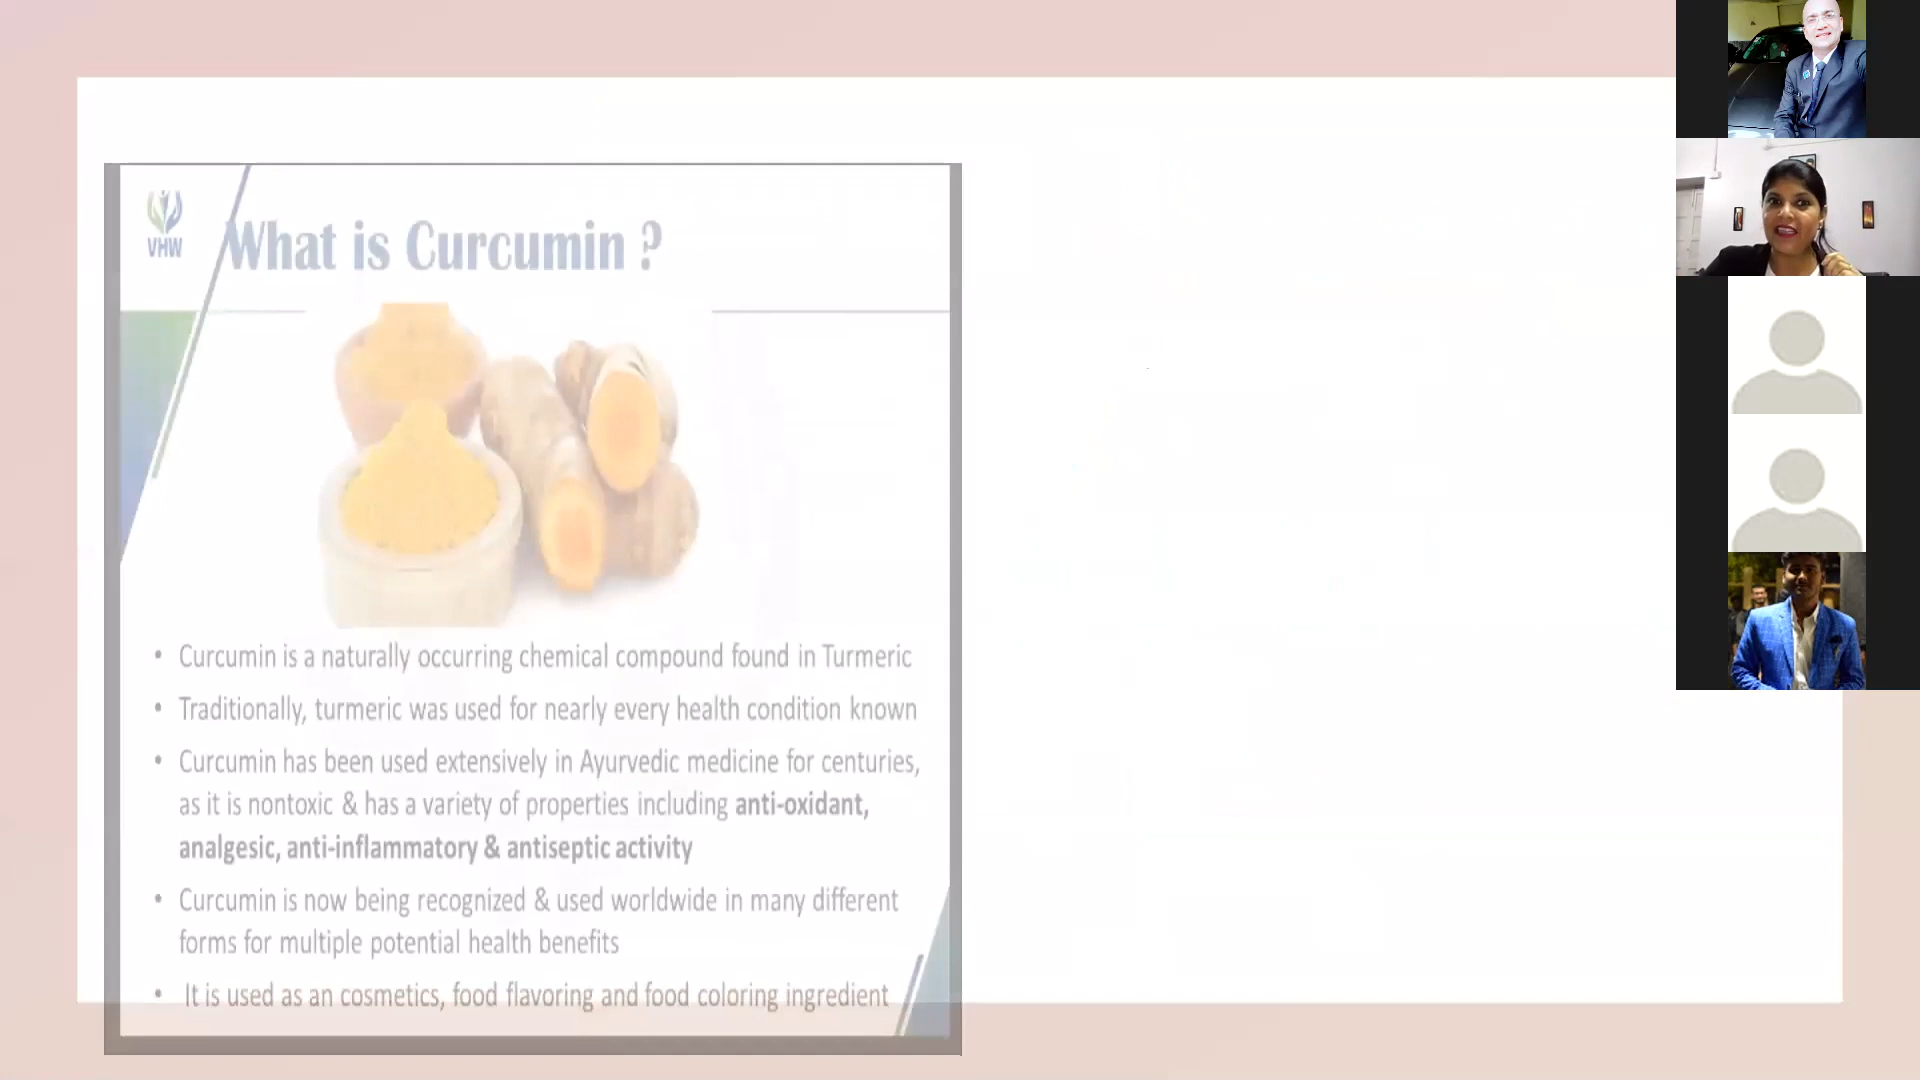 VHW
What is Curcumin ?
• Curcumin is a naturally occurring chemical compound found in Turmeric
• Traditionally, turmeric was used for nearly every health condition known
• Curcumin has been used extensively in Ayurvedic medicine for centuries,
as it is nontoxic & has a variety of properties including anti-oxidant,
analgesic, anti-inflammatory & antiseptic activity
• Curcumin is now being recognized & used worldwide in many different
forms for multiple potential health benefits
• It is used as an cosmetics, food flavoring and food coloring ingredient